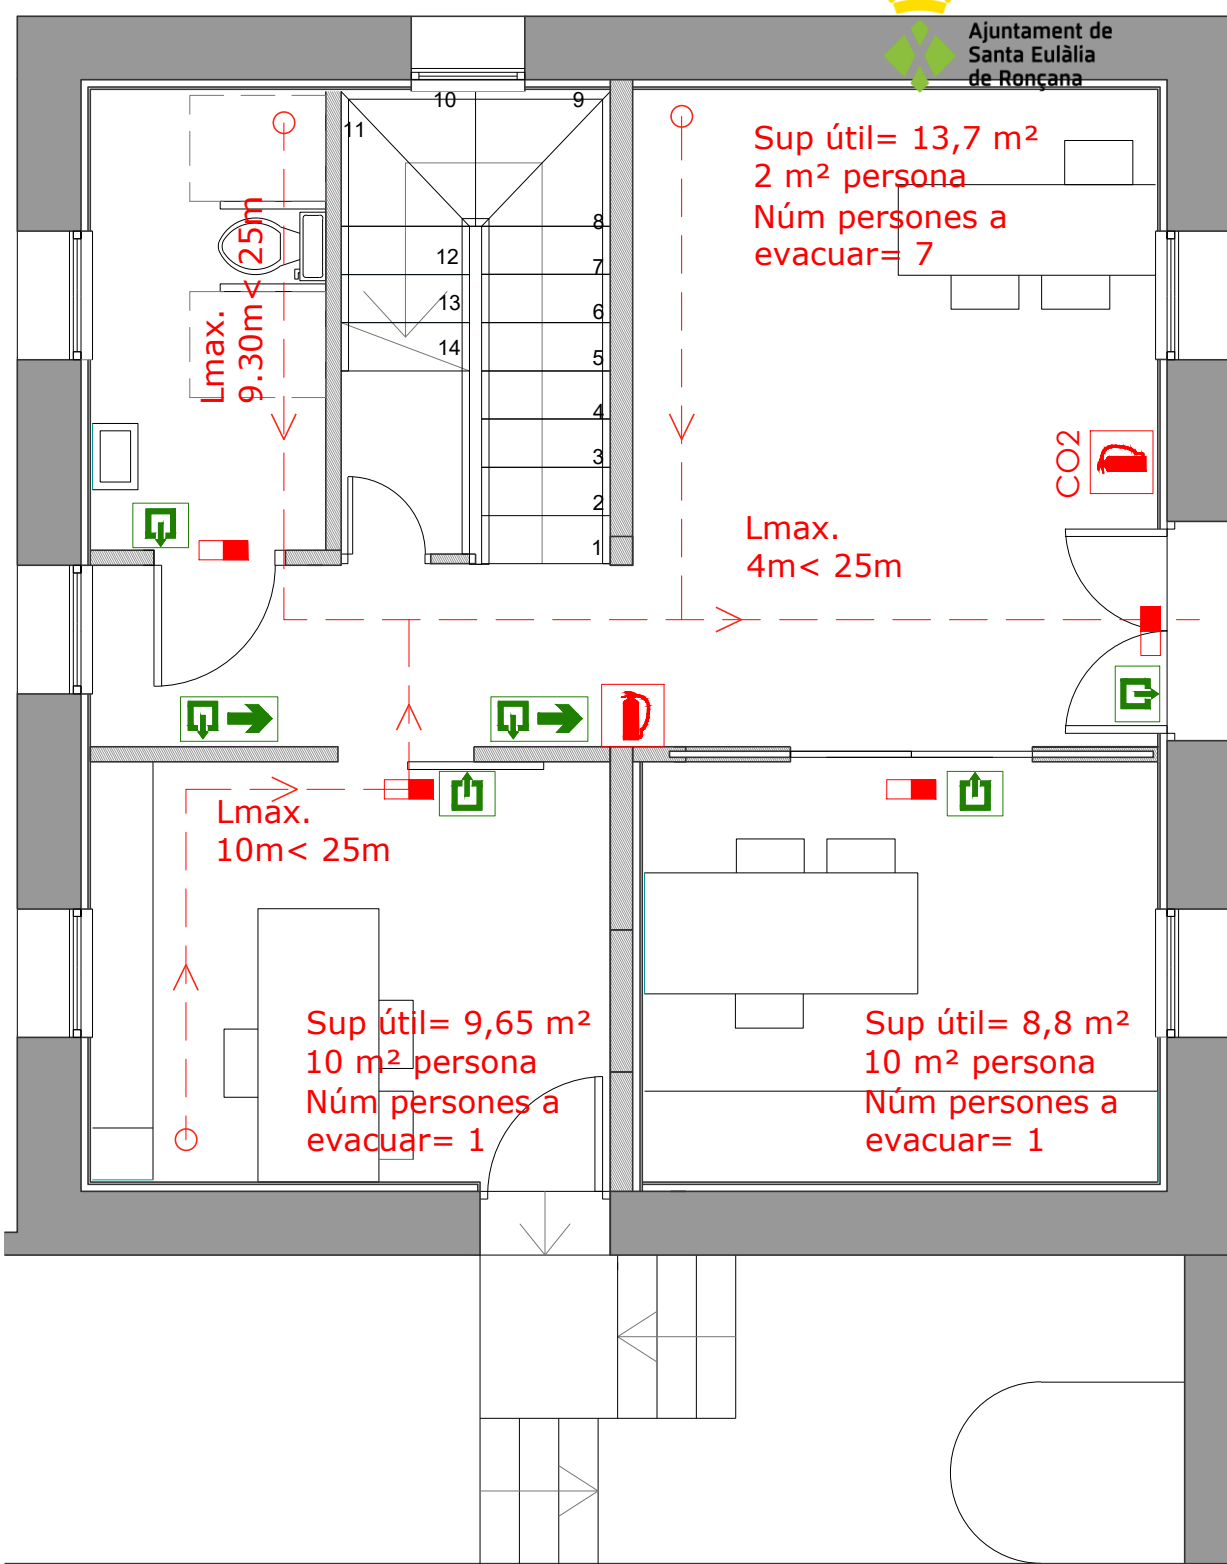 Ajuntament de
Santa Eulàlia
de Ronçana
10
9
11
Sup útil= 13,7 m²
2 m² persona
Núm persones a
evacuar= 7
8
12
7
13
6
14
5
4
3
2
1
Lmax.
9.30m< 25m
CO2
Lmax.
4m< 25m
Lmax.
10m< 25m
Sup útil= 9,65 m²
10 m² persona
Núm persones a
evacuar= 1
Sup útil= 8,8 m²
10 m² persona
Núm persones a
evacuar= 1